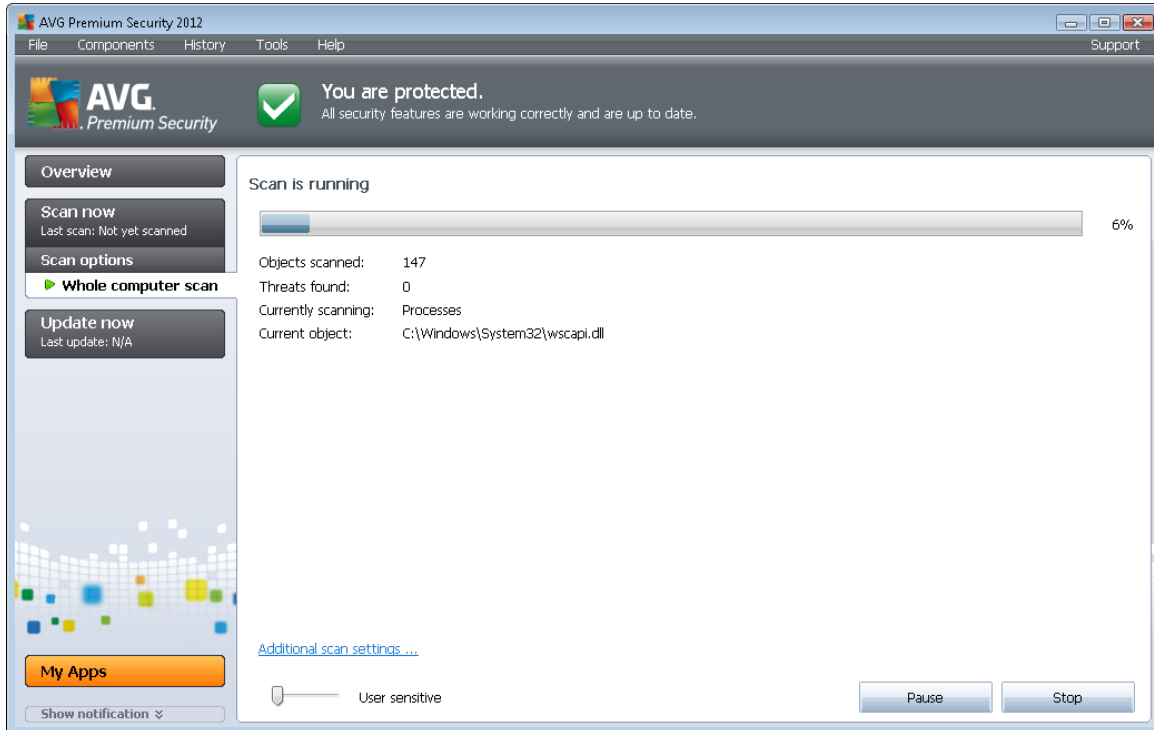 AVG Premium Security 2012
File Components History Tools Help Support
AVG.
Premium Security
You are protected.
All security features are working correctly and are up to date.
Overview
Scan now
Last scan: Not yet scanned
Scan options
Whole computer scan
Update now
Last update: N/A
My Apps
Show notification
Scan is running
6%
Objects scanned: 147
Threats found: 0
Currently scanning: Processes
Current object: C:\Windows\System32\wscapi.dll
Additional scan settings ...
User sensitive
Pause
Stop